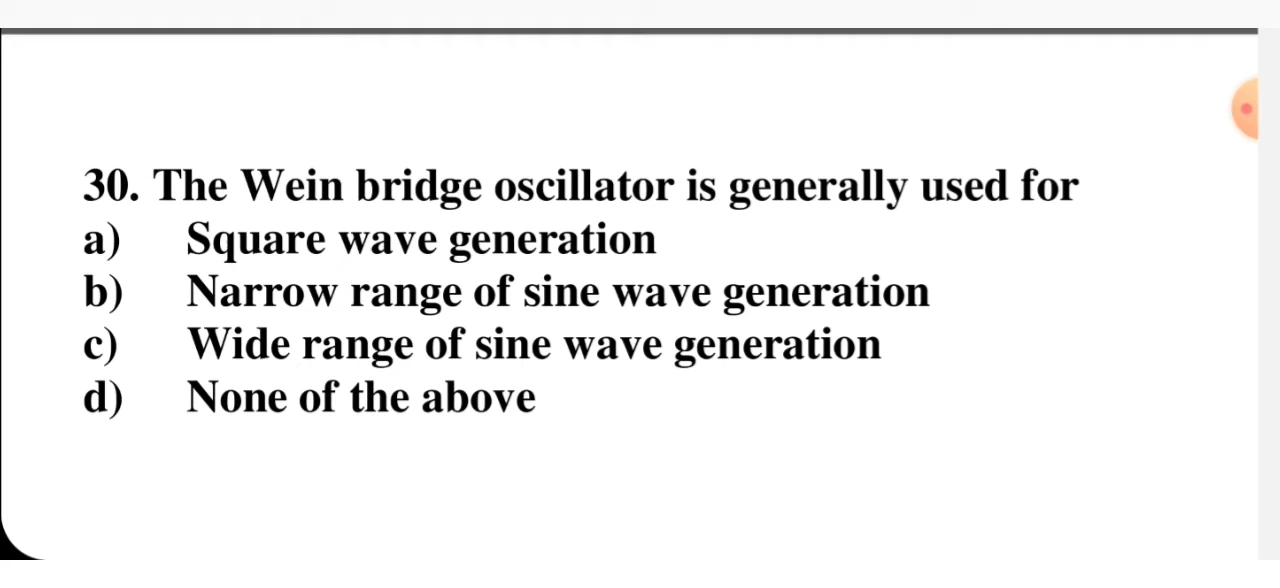 30. The Wein bridge oscillator is generally used for
a) Square wave generation
b) Narrow range of sine wave generation
c) Wide range of sine wave generation
d) None of the above